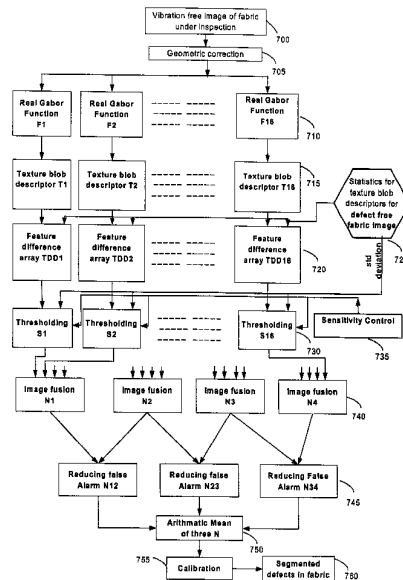 Vibration free image of fabric
under inspection
700
Geometric correction
705
Real Gabor
Function
F1
Real Gabor
Function
F2
Real Gabor
Function
F16
710
Texture blob
descriptor T1
Texture blob
descriptor T2
Texture blob
descriptor T16
715
Statistics for
texture blob
descriptors for
defect free
fabric image
Feature
difference
array TDD1
Feature
difference
array TDD2
Feature
difference
array TDD16
720
std
deviation
Thresholding
S1
Thresholding
S2
Thresholding
S16
730
Sensitivity Control
735
Image fusion
N1
Image fusion
N2
Image fusion
N3
Image fusion
N4
740
Reducing false
Alarm N12
Reducing false
Alarm N23
Reducing False
Alarm N34
745
Arithmatic Mean
of three N
750
755
Calibration
Segmented
defects in fabric
760